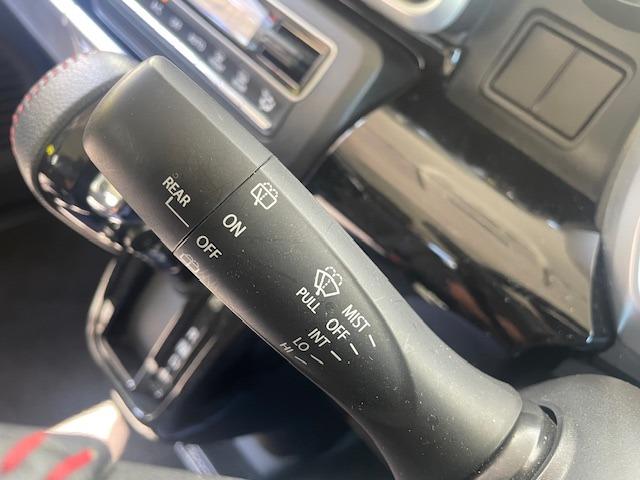 REAR
ON
OFF
PULL
MIST
OFF
INT
LO
HI